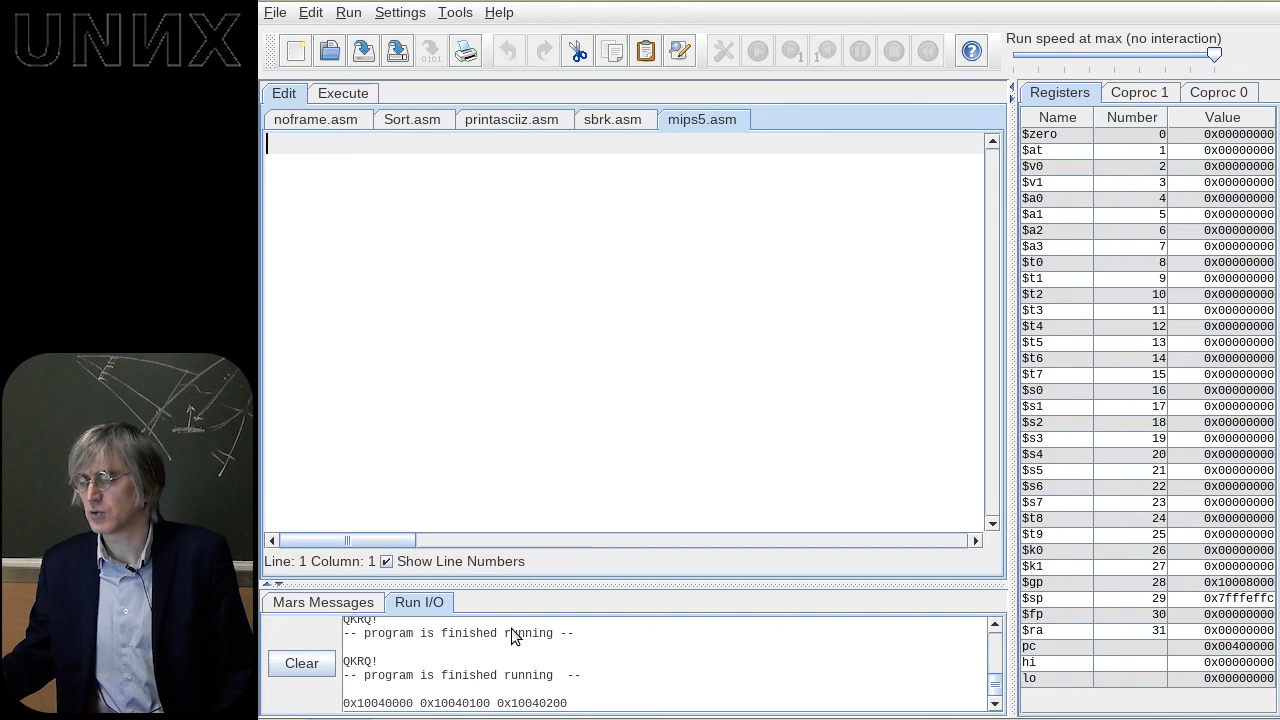 UNИX
File Edit Run Settings Tools Help
Run speed at max (no interaction)
Edit Execute
noframe.asm Sort.asm printasciiz.asm sbrk.asm mips5.asm
Line: 1 Column: 1 Show Line Numbers
Mars Messages Run I/O
Clear
QKRQ!
-- program is finished running --
QKRQ!
-- program is finished running --
0x10040000 0x10040100 0x10040200
Registers Coproc 1 Coproc 0
Name Number Value
$zero 0 0x00000000
$at 1 0x00000000
$v0 2 0x00000000
$v1 3 0x00000000
$a0 4 0x00000000
$a1 5 0x00000000
$a2 6 0x00000000
$a3 7 0x00000000
$t0 8 0x00000000
$t1 9 0x00000000
$t2 10 0x00000000
$t3 11 0x00000000
$t4 12 0x00000000
$t5 13 0x00000000
$t6 14 0x00000000
$t7 15 0x00000000
$s0 16 0x00000000
$s1 17 0x00000000
$s2 18 0x00000000
$s3 19 0x00000000
$s4 20 0x00000000
$s5 21 0x00000000
$s6 22 0x00000000
$s7 23 0x00000000
$t8 24 0x00000000
$t9 25 0x00000000
$k0 26 0x00000000
$k1 27 0x00000000
$gp 28 0x10008000
$sp 29 0x7fffeffc
$fp 30 0x00000000
$ra 31 0x00000000
pc 0x00400000
hi 0x00000000
lo 0x00000000